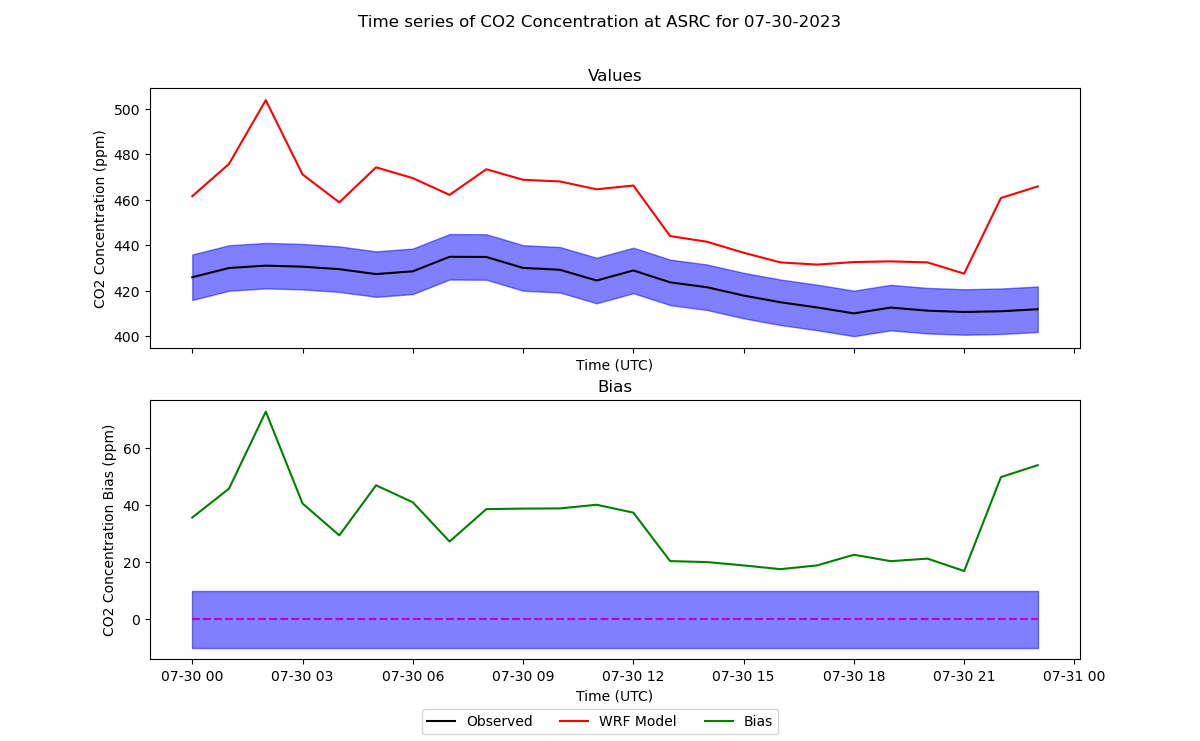 Time series of CO2 Concentration at ASRC for 07-30-2023
Values
CO2 Concentration (ppm)
500
480
460
440
420
400
Time (UTC)
Bias
CO2 Concentration Bias (ppm)
60
40
20
0
07-30 00 07-30 03 07-30 06 07-30 09 07-30 12 07-30 15 07-30 18 07-30 21 07-31 00
Time (UTC)
Observed WRF Model Bias